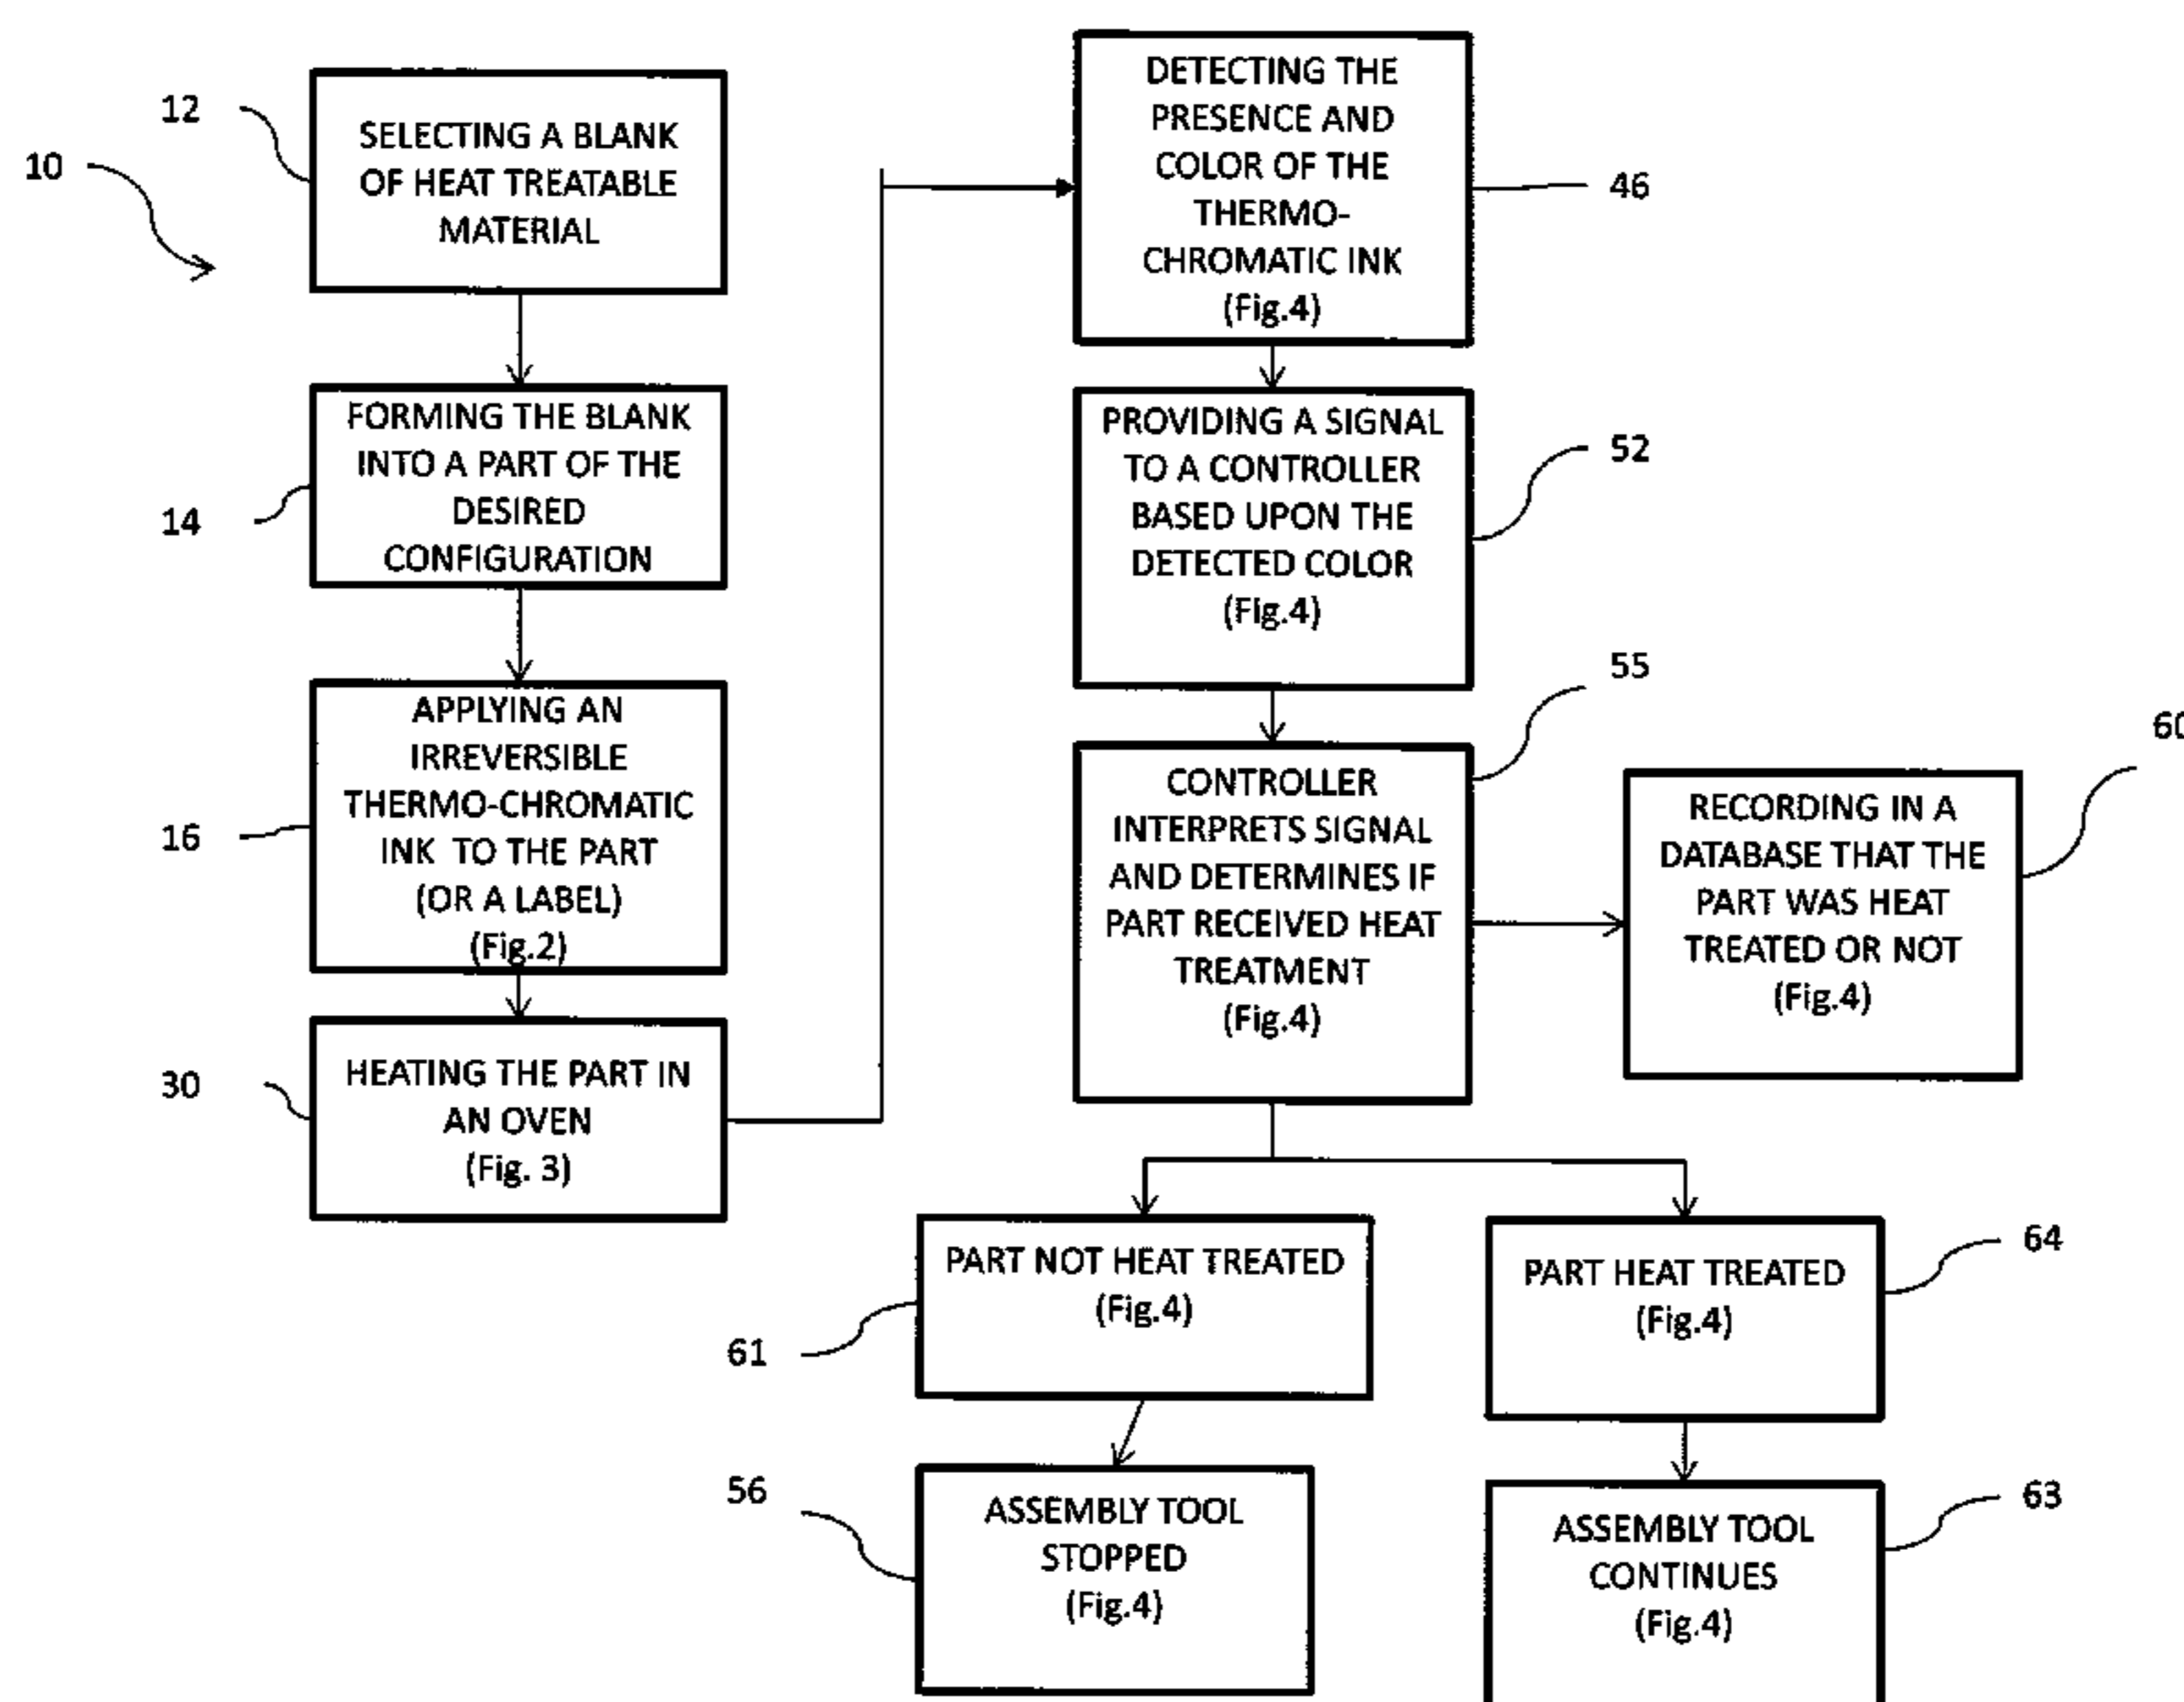 10
12
SELECTING A BLANK
OF HEAT TREATABLE
MATERIAL
14
FORMING THE BLANK
INTO A PART OF THE
DESIRED
CONFIGURATION
16
APPLYING AN
IRREVERSIBLE
THERMO-CHROMATIC
INK TO THE PART
(OR A LABEL)
(Fig.2)
30
HEATING THE PART IN
AN OVEN
(Fig. 3)
DETECTING THE
PRESENCE AND
COLOR OF THE
THERMO-
CHROMATIC INK
(Fig.4)
46
PROVIDING A SIGNAL
TO A CONTROLLER
BASED UPON THE
DETECTED COLOR
(Fig.4)
52
CONTROLLER
INTERPRETS SIGNAL
AND DETERMINES IF
PART RECEIVED HEAT
TREATMENT
(Fig.4)
55
RECORDING IN A
DATABASE THAT THE
PART WAS HEAT
TREATED OR NOT
(Fig.4)
60
PART NOT HEAT TREATED
(Fig.4)
61
PART HEAT TREATED
(Fig.4)
64
56
ASSEMBLY TOOL
STOPPED
(Fig.4)
ASSEMBLY TOOL
CONTINUES
(Fig.4)
63